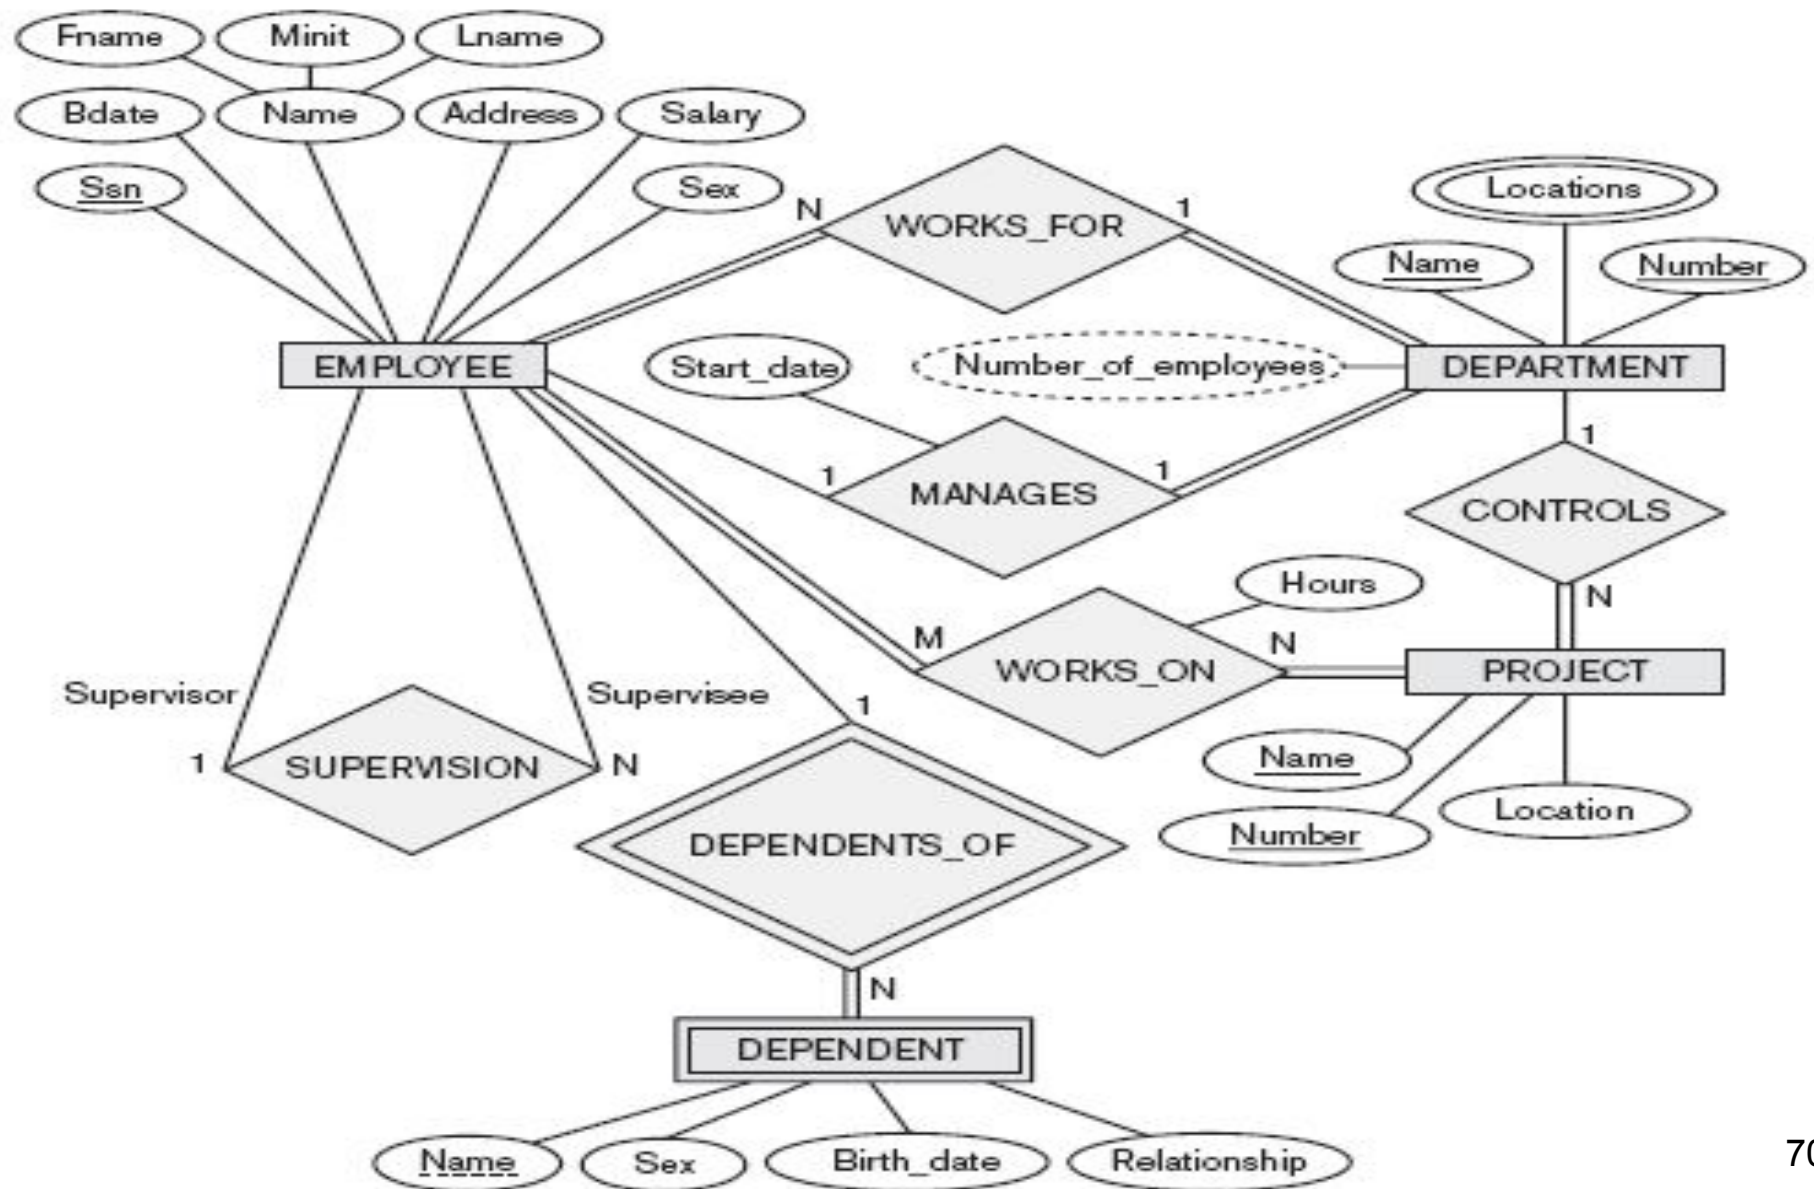 Fname Minit Lname
Bdate Name Address Salary
Ssn Sex
N WORKS_FOR 1
Locations
Name Number
EMPLOYEE Start_date Number_of_employees DEPARTMENT
1 MANAGES 1
1
CONTROLS
N
Hours
M WORKS_ON N
PROJECT
Supervisor Supervisee
1 SUPERVISION N
1
Name
Number
Location
DEPENDENTS_OF
N
DEPENDENT
Name Sex Birth_date Relationship
70